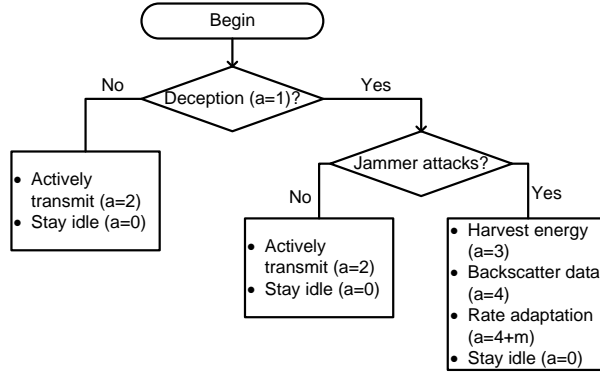 Begin
Deception (a=1)?
No
Yes
Jammer attacks?
• Actively
transmit (a=2)
• Stay idle (a=0)
No
Yes
• Actively
transmit (a=2)
• Stay idle (a=0)
• Harvest energy
(a=3)
• Backscatter data
(a=4)
• Rate adaptation
(a=4+m)
• Stay idle (a=0)